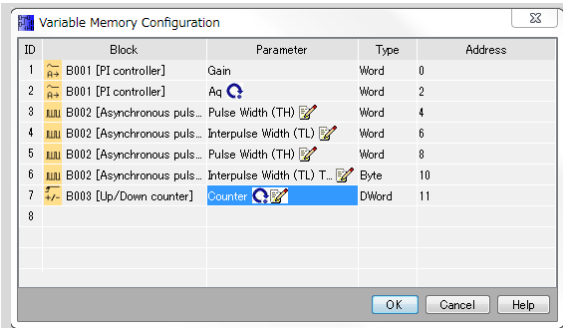 Variable Memory Configuration
ID Block Parameter Type Address
1 B001 [PI controller] Gain Word 0
2 B001 [PI controller] Aq Word 2
3 B002 [Asynchronous puls... Pulse Width (TH) Word 4
4 B002 [Asynchronous puls... Interpulse Width (TL) Word 6
5 B002 [Asynchronous puls... Pulse Width (TH) Word 8
6 B002 [Asynchronous puls... Interpulse Width (TL) T... Byte 10
7 B003 [Up/Down counter] Counter DWord 11
8
OK Cancel Help